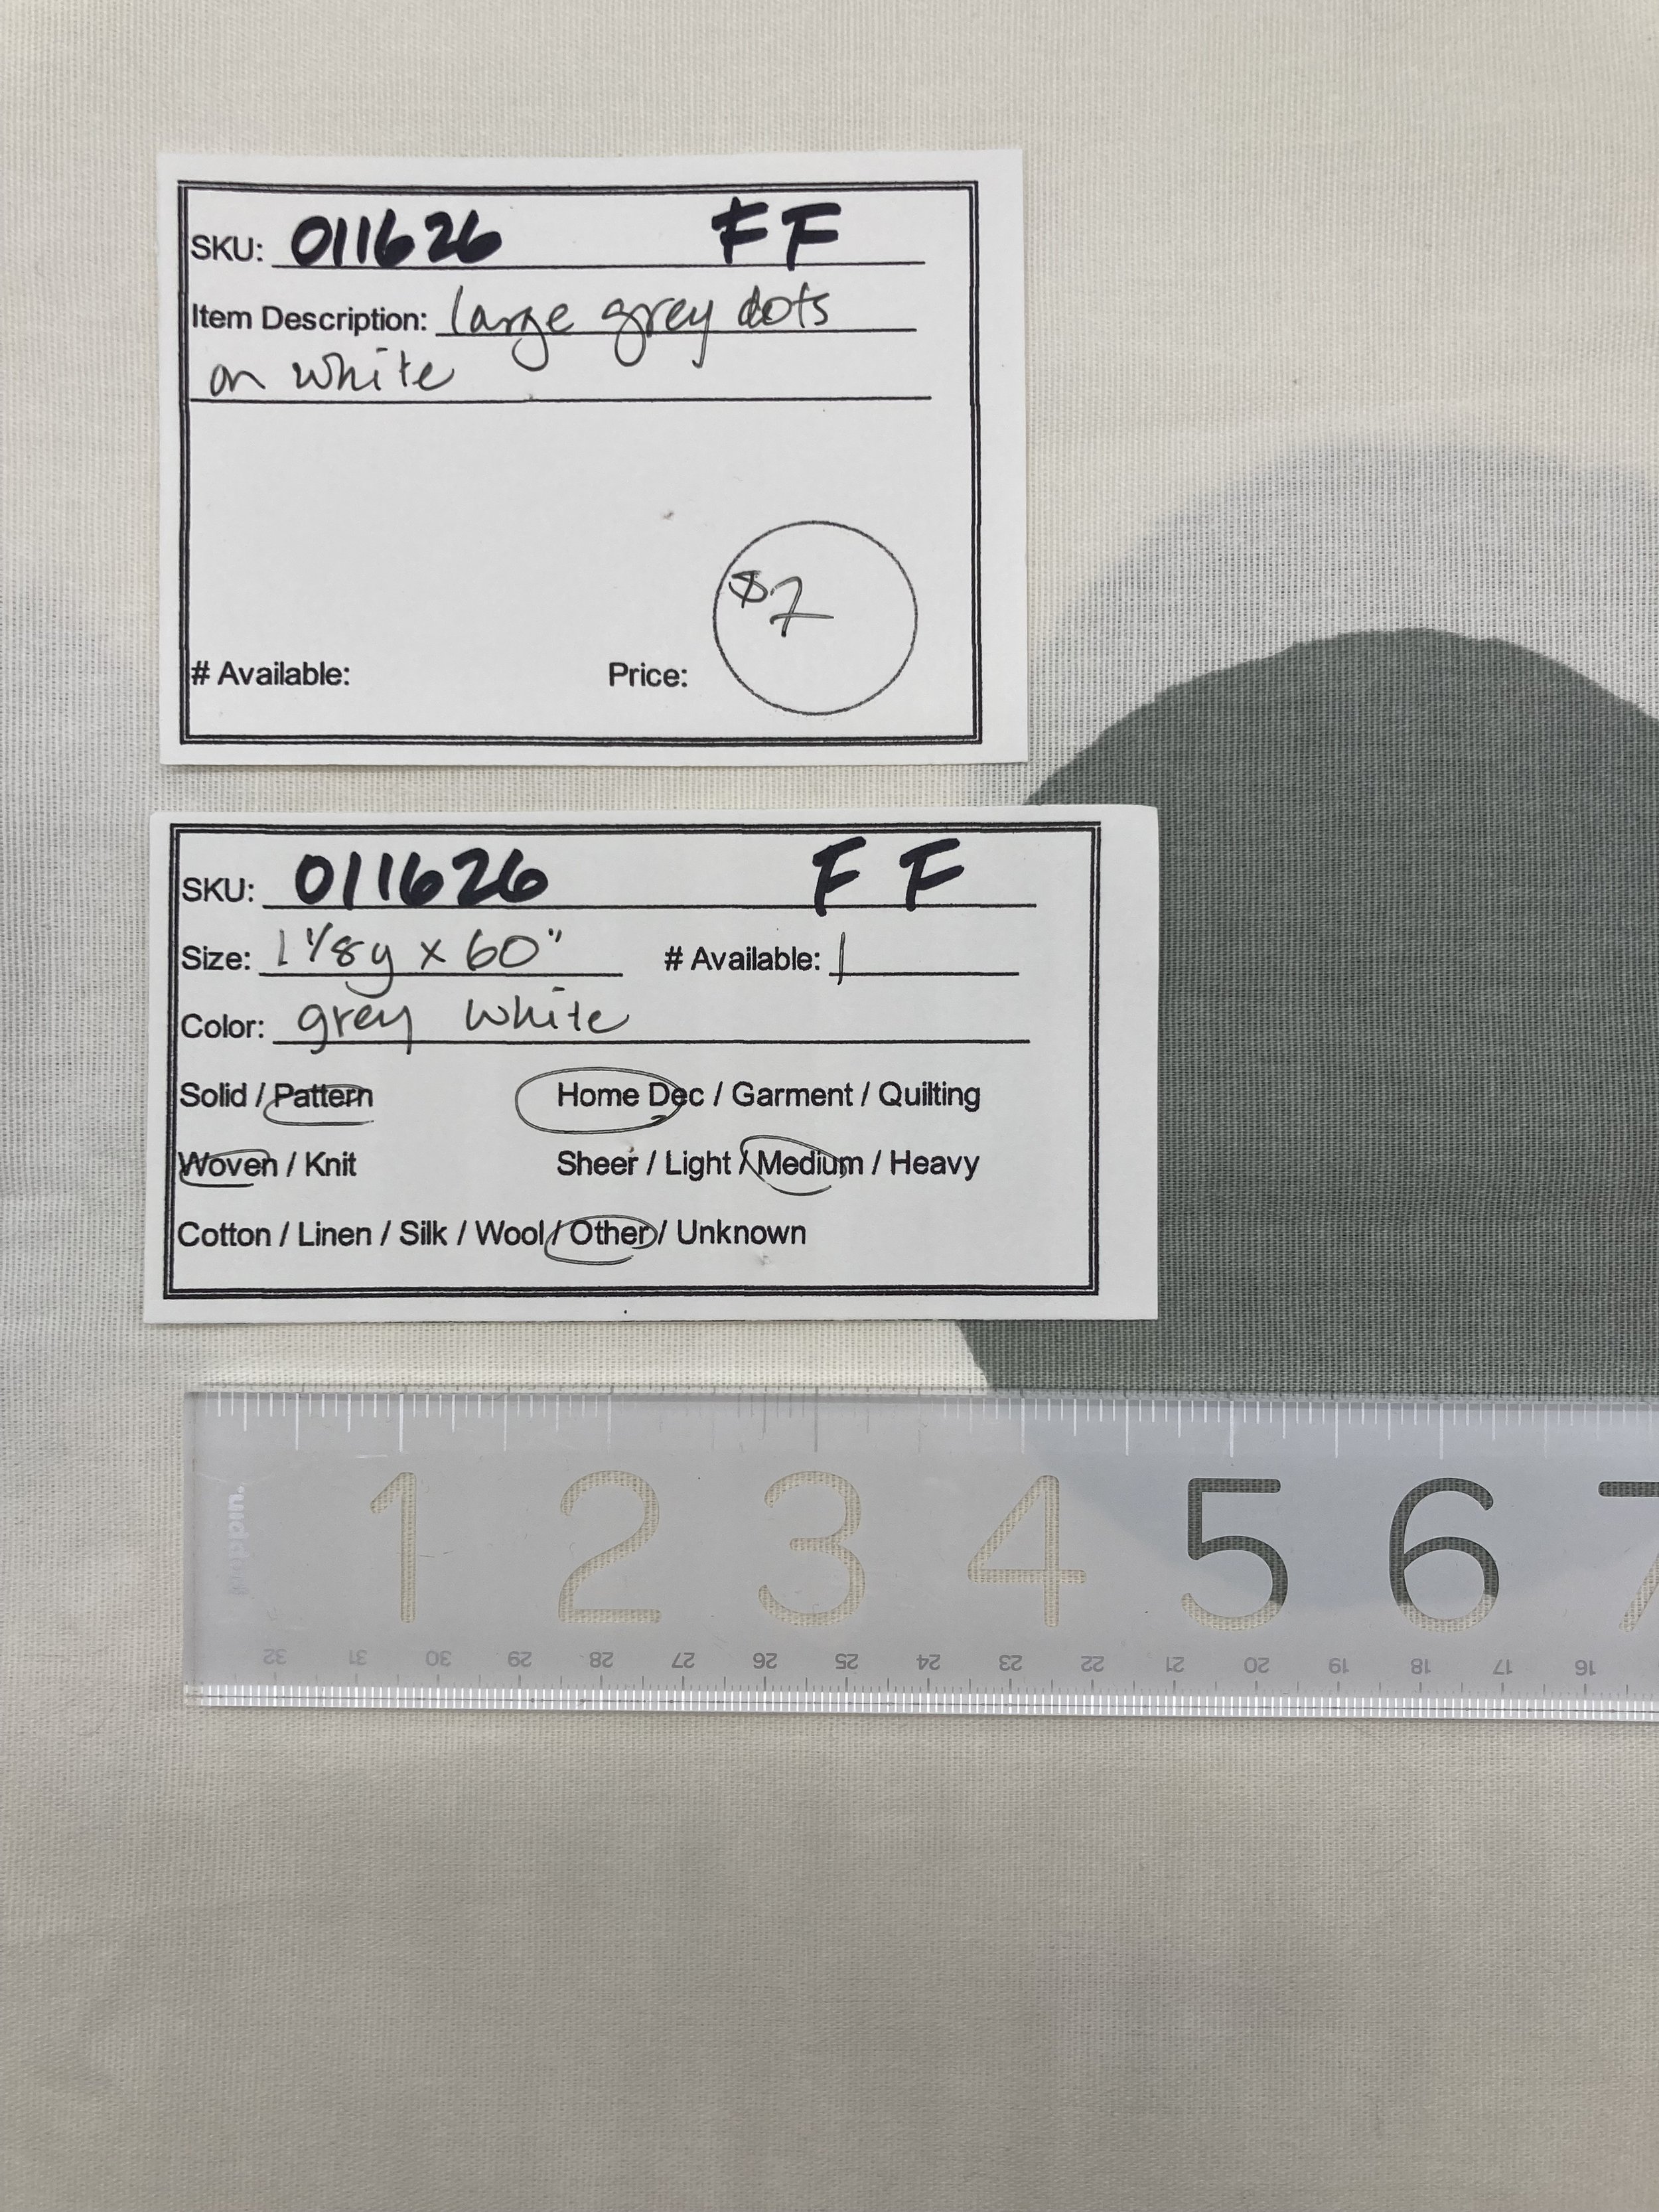 SKU: 011626 FF
Item Description: large grey dots
on white
$7
# Available: Price:
SKU: 011626 FF
Size: 1 1/8y x 60" # Available: 1
Color: grey white
Solid / Pattern Home Dec / Garment / Quilting
Woven / Knit Sheer / Light / Medium / Heavy
Cotton / Linen / Silk / Wool / Other / Unknown
1 2 3 4 5 6 7
32 31 30 29 28 27 26 25 24 23 22 21 20 19 18 17 16